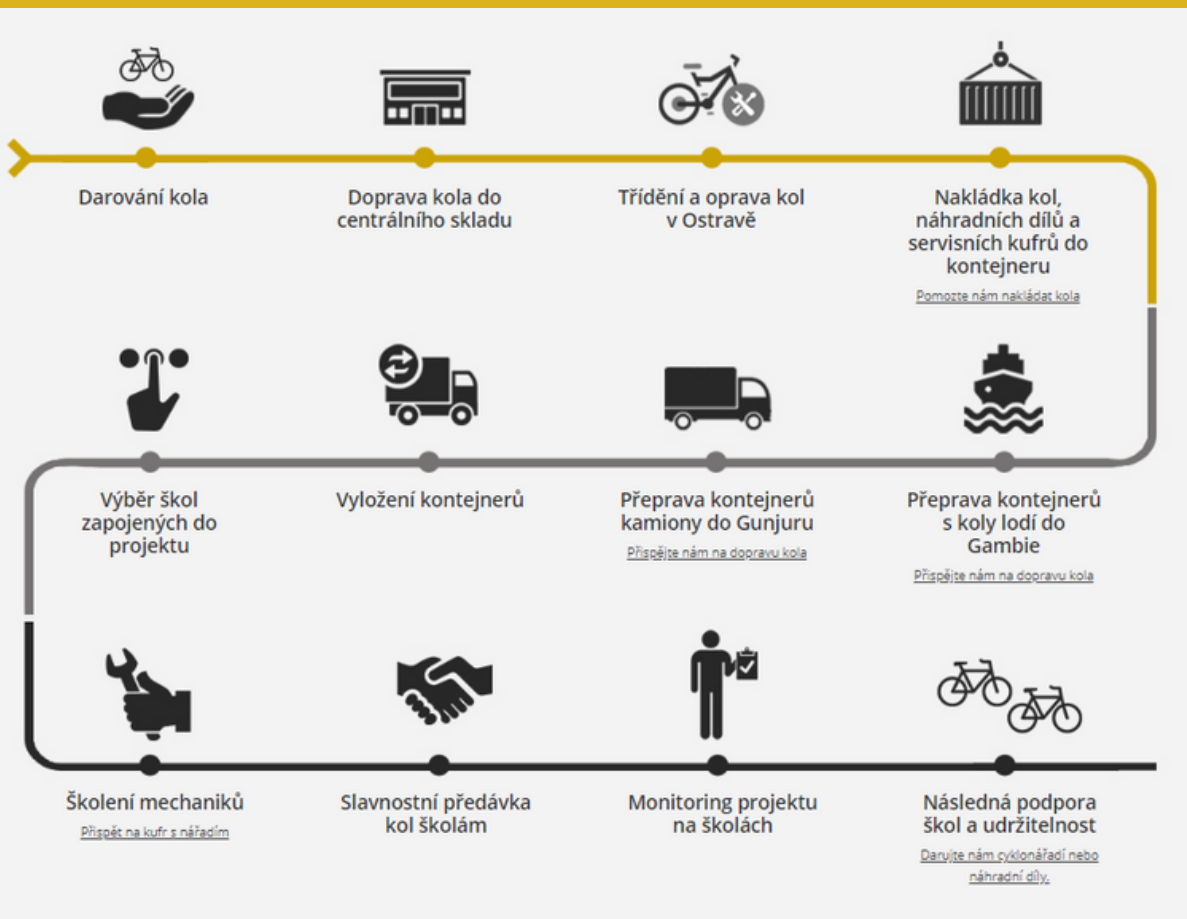 Darování kola
Doprava kola do
centrálního skladu
Třídění a oprava kol
v Ostravě
Nakládka kol,
náhradních dílů a
servisních kufrů do
kontejneru
Pomozte nám nakládat kola
Výběr škol
zapojených do
projektu
Vyložení kontejnerů
Přeprava kontejnerů
kamiony do Gunjuru
Přispějte nám na dopravu kola
Přeprava kontejnerů
s koly lodí do
Gambie
Přispějte nám na dopravu kola
Školení mechaniků
Přispět na kufr s nářadím
Slavnostní předávka
kol školám
Monitoring projektu
na školách
Následná podpora
škol a udržitelnost
Darujte nám cyklonářadí nebo
náhradní díly.